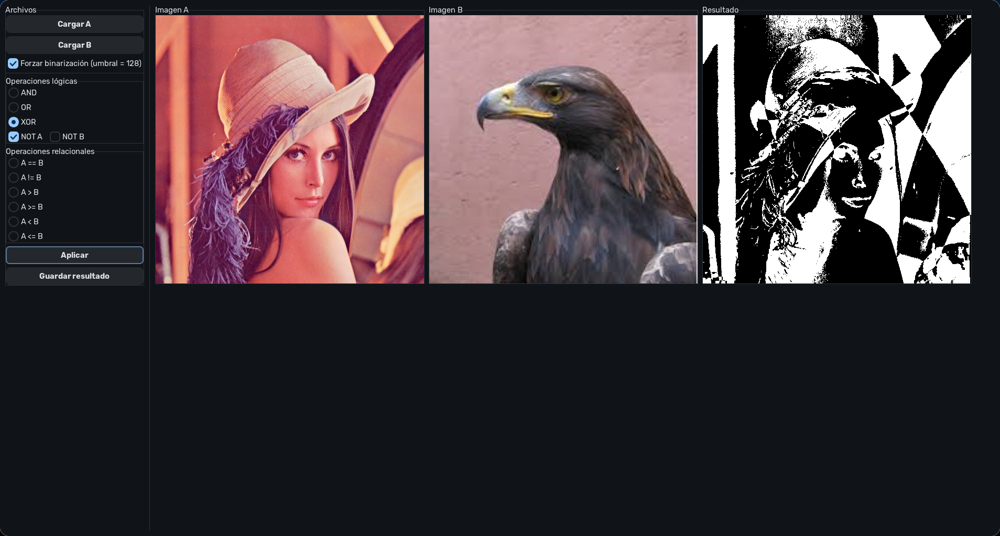 Archivos
Cargar A
Cargar B
Forzar binarización (umbral = 128)
Operaciones lógicas
AND
OR
XOR
NOT A NOT B
Operaciones relacionales
A == B
A != B
A > B
A >= B
A < B
A <= B
Aplicar
Guardar resultado
Imagen A
Imagen B
Resultado